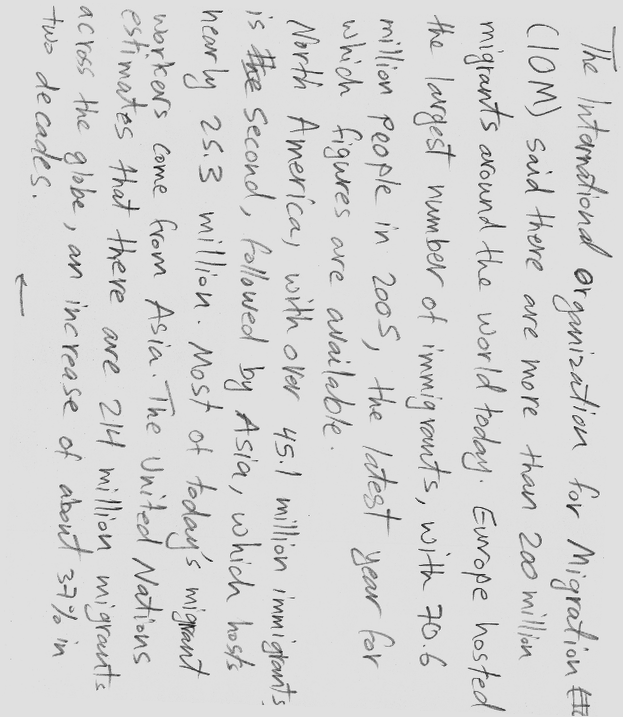 The International Organization for Migration
(IOM) said there are more than 200 million
migrants around the world today. Europe hosted
the largest number of immigrants, with 70.6
million people in 2005, the latest year for
which figures are available.
North America, with over 45.1 million immigrants,
is the second, followed by Asia, which hosts
nearly 25.3 million. Most of today's migrant
workers come from Asia. The United Nations
estimates that there are 214 million migrants
across the globe, an increase of about 37% in
two decades.